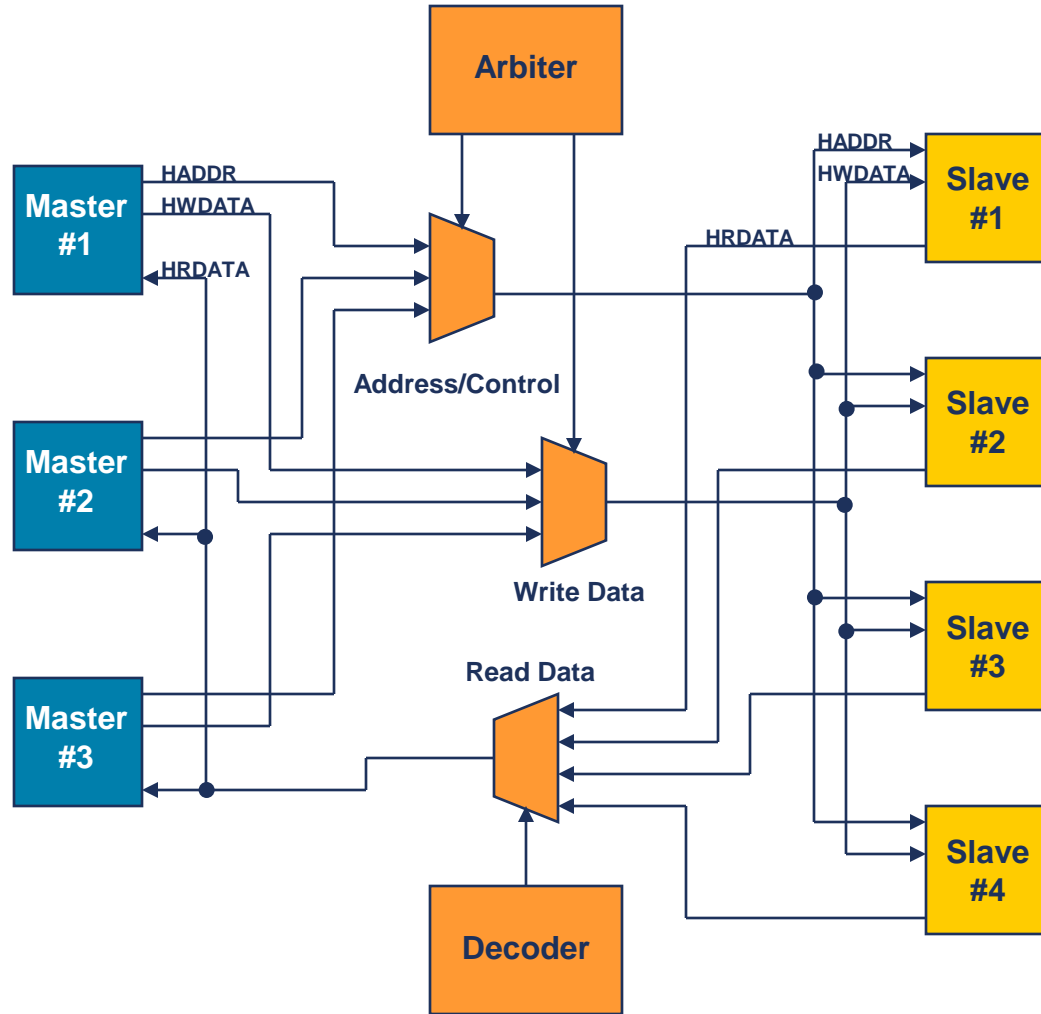 Arbiter
HADDR
HWDATA
HRDATA
Master
#1
HADDR
HWDATA
HRDATA
Slave
#1
Address/Control
Master
#2
Slave
#2
Write Data
Slave
#3
Read Data
Master
#3
Slave
#4
Decoder